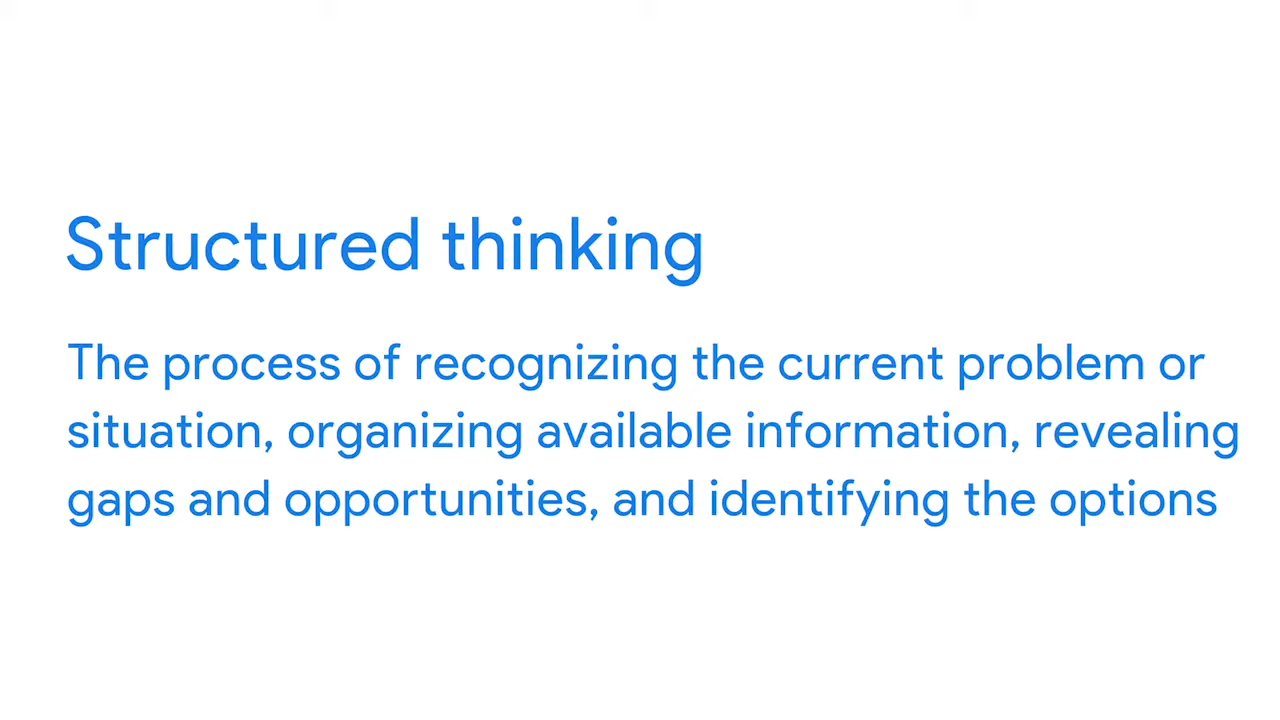 Structured thinking
The process of recognizing the current problem or
situation, organizing available information, revealing
gaps and opportunities, and identifying the options